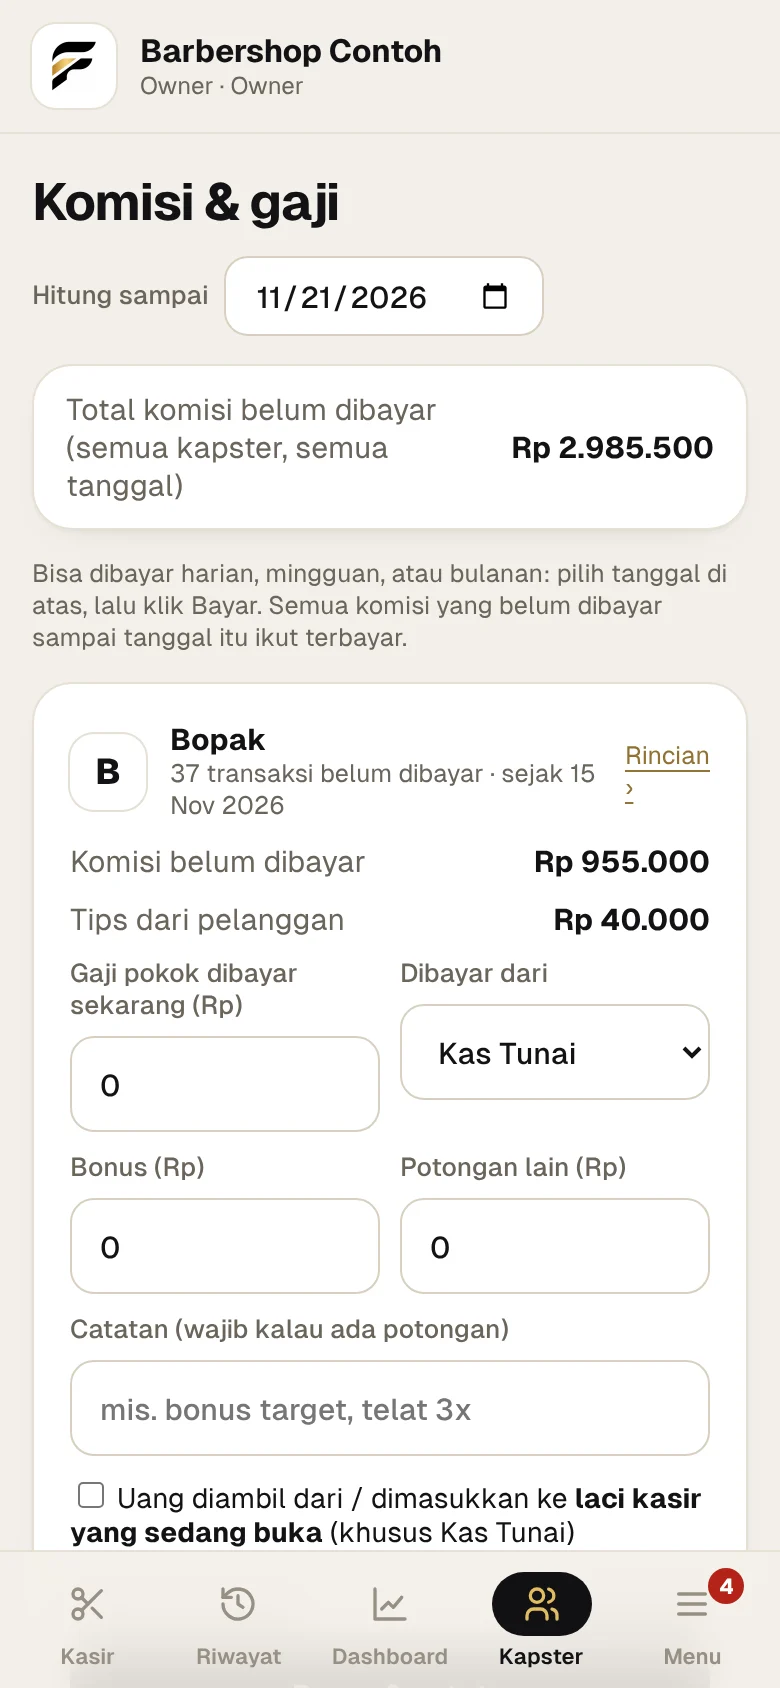 Barbershop Contoh
Owner · Owner
Komisi & gaji
Hitung sampai
11/21/2026
Total komisi belum dibayar
(semua kapster, semua
tanggal)
Rp 2.985.500
Bisa dibayar harian, mingguan, atau bulanan: pilih tanggal di
atas, lalu klik Bayar. Semua komisi yang belum dibayar
sampai tanggal itu ikut terbayar.
B
Bopak
37 transaksi belum dibayar · sejak 15
Nov 2026
Rincian
›
Komisi belum dibayar
Rp 955.000
Tips dari pelanggan
Rp 40.000
Gaji pokok dibayar
sekarang (Rp)
0
Dibayar dari
Kas Tunai
Bonus (Rp)
0
Potongan lain (Rp)
0
Catatan (wajib kalau ada potongan)
mis. bonus target, telat 3x
Uang diambil dari / dimasukkan ke laci kasir
yang sedang buka (khusus Kas Tunai)
Kasir
Riwayat
Dashboard
Kapster
4
Menu